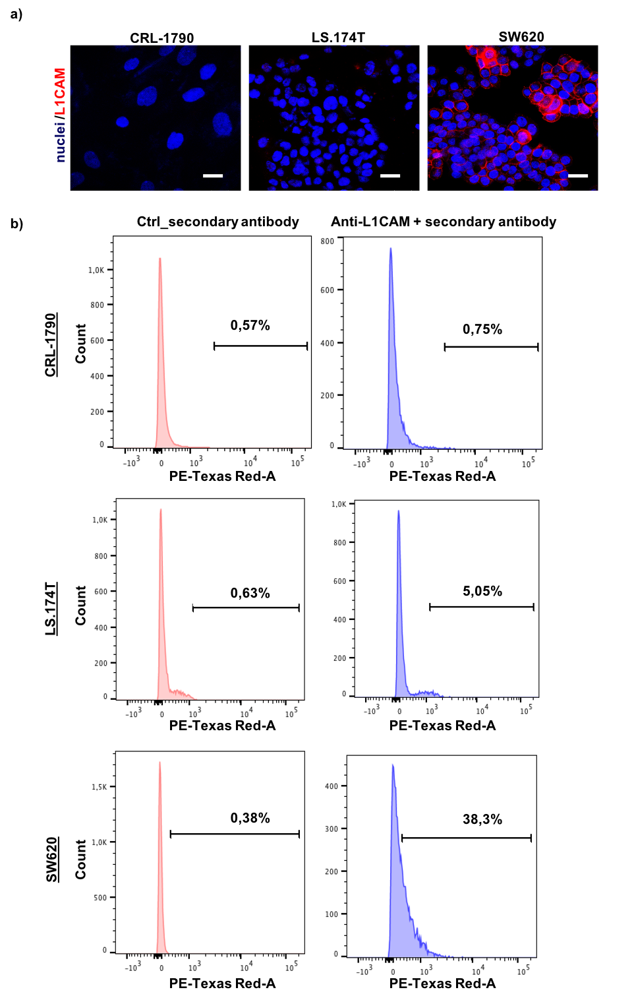 a)
CRL-1790
LS.174T
SW620
nuclei /L1CAM
b)
Ctrl_secondary antibody
Anti-L1CAM + secondary antibody
CRL-1790
Count
1,0K
800
600
400
200
0
0,57%
-10³ 0 10³ 10⁴ 10⁵
PE-Texas Red-A
800
600
400
200
0
0,75%
-10³ 0 10³ 10⁴ 10⁵
PE-Texas Red-A
LS.174T
Count
1,0K
800
600
400
200
0
0,63%
-10³ 0 10³ 10⁴ 10⁵
PE-Texas Red-A
1,0K
800
600
400
200
0
5,05%
-10³ 0 10³ 10⁴ 10⁵
PE-Texas Red-A
SW620
Count
1,5K
1,0K
500
0
0,38%
-10³ 0 10³ 10⁴ 10⁵
PE-Texas Red-A
400
300
200
100
0
38,3%
-10³ 0 10³ 10⁴ 10⁵
PE-Texas Red-A